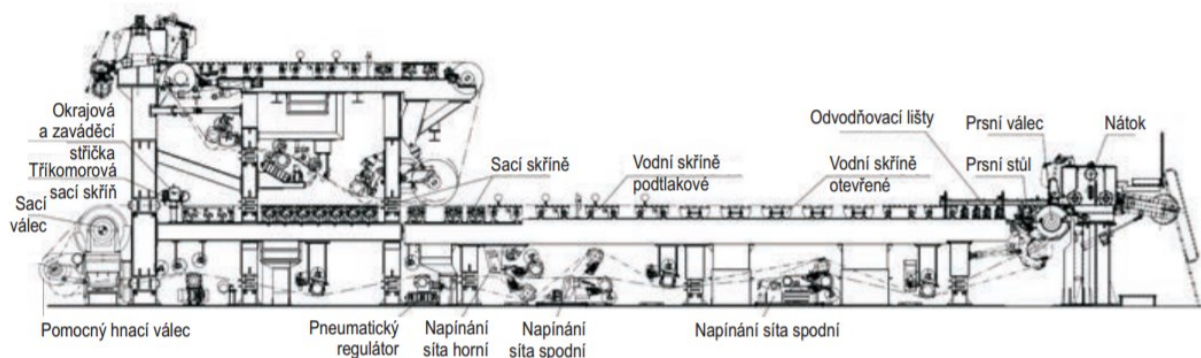 Okrajová
a zaváděcí
střička
Tříkomorová
sací skříň
Sací
válec
Sací skříně
Vodní skříně
podtlakové
Vodní skříně
otevřené
Odvodňovací lišty
Prsní válec
Prsní stůl
Nátok
Pomocný hnací válec
Pneumatický
regulátor
Napínání
síta horní
Napínání
síta spodní
Napínání síta spodní